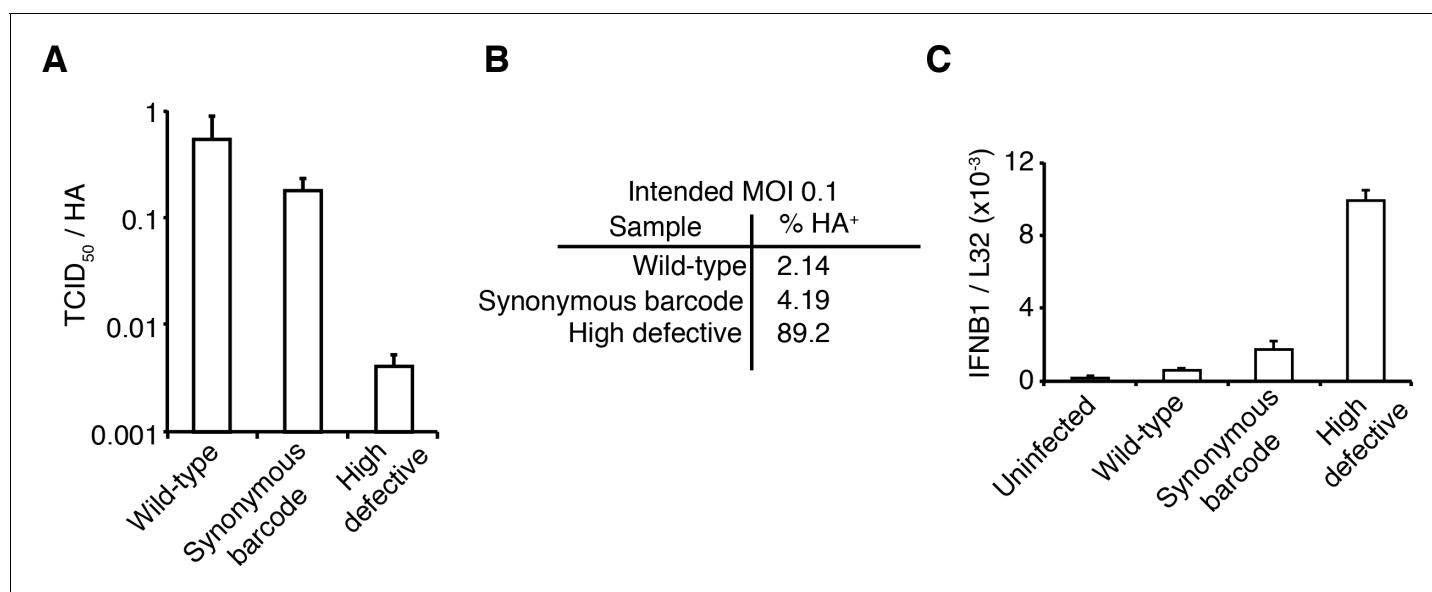 A
TCID50 / HA
1
0.1
0.01
0.001
Wild-type
Synonymous
barcode
High
defective
B
Intended MOI 0.1
Sample % HA+
Wild-type 2.14
Synonymous barcode 4.19
High defective 89.2
C
IFNB1 / L32 (x10-3)
12
8
4
0
Uninfected
Wild-type
Synonymous
barcode
High
defective